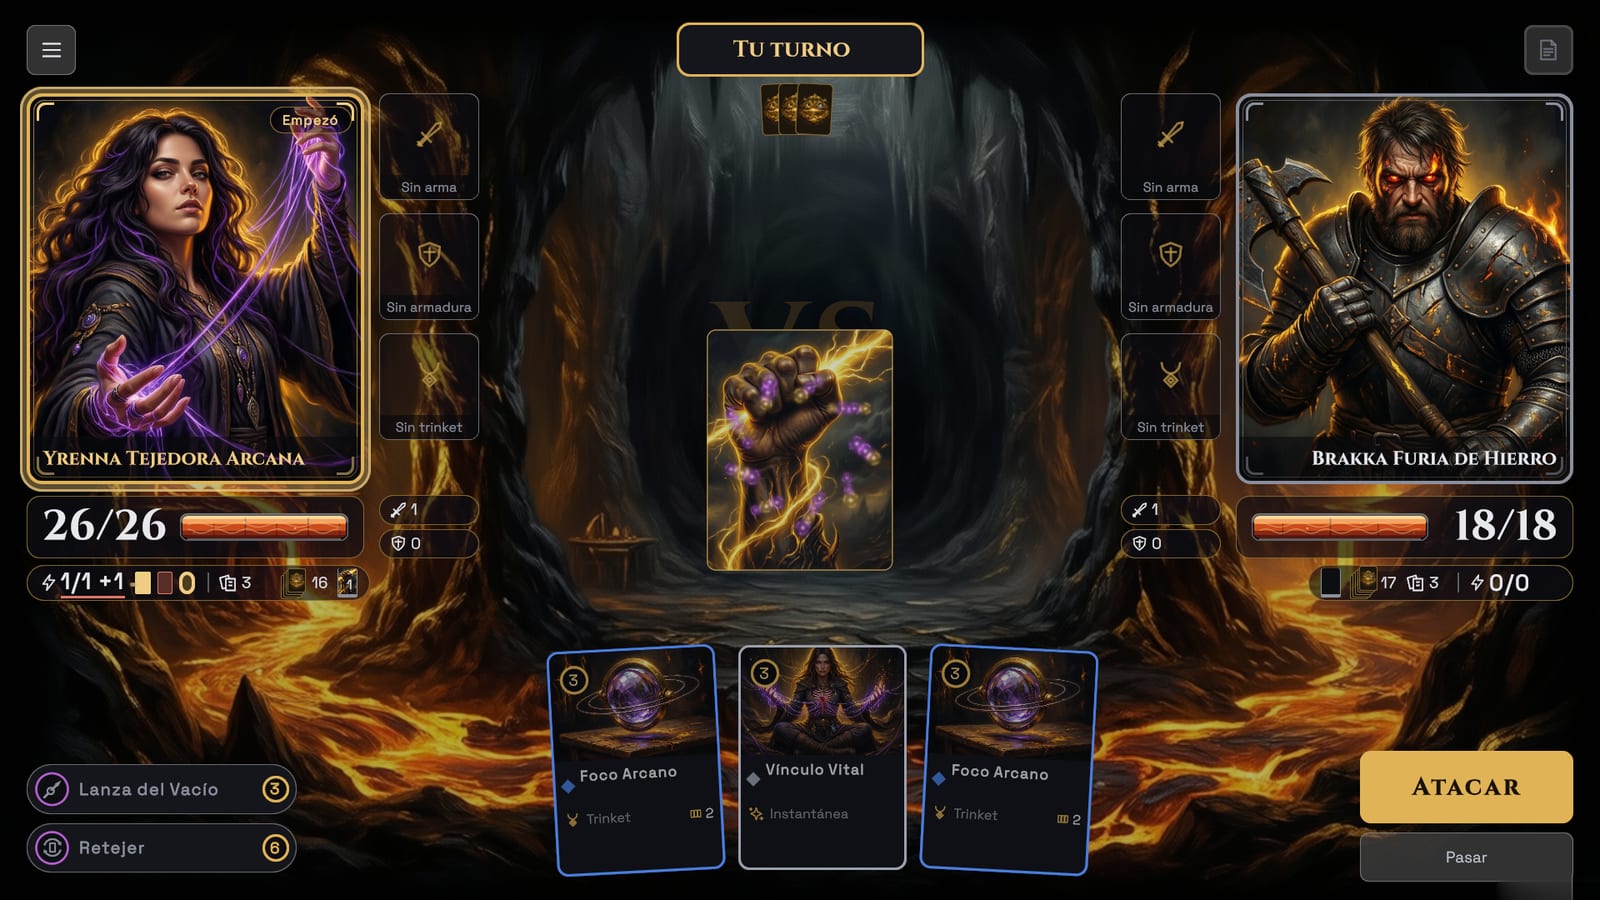 Tu turno
Empezó
Sin arma
Sin armadura
Sin trinket
Yrenna Tejedora Arcana
26/26
1
0
1/1 +1
0
3
16
1
VS
Sin arma
Sin armadura
Sin trinket
Brakka Furia de Hierro
1
0
18/18
17
3
0/0
Lanza del Vacío
3
Retejer
6
3
Foco Arcano
Trinket
2
3
Vínculo Vital
Instantánea
3
Foco Arcano
Trinket
2
Atacar
Pasar